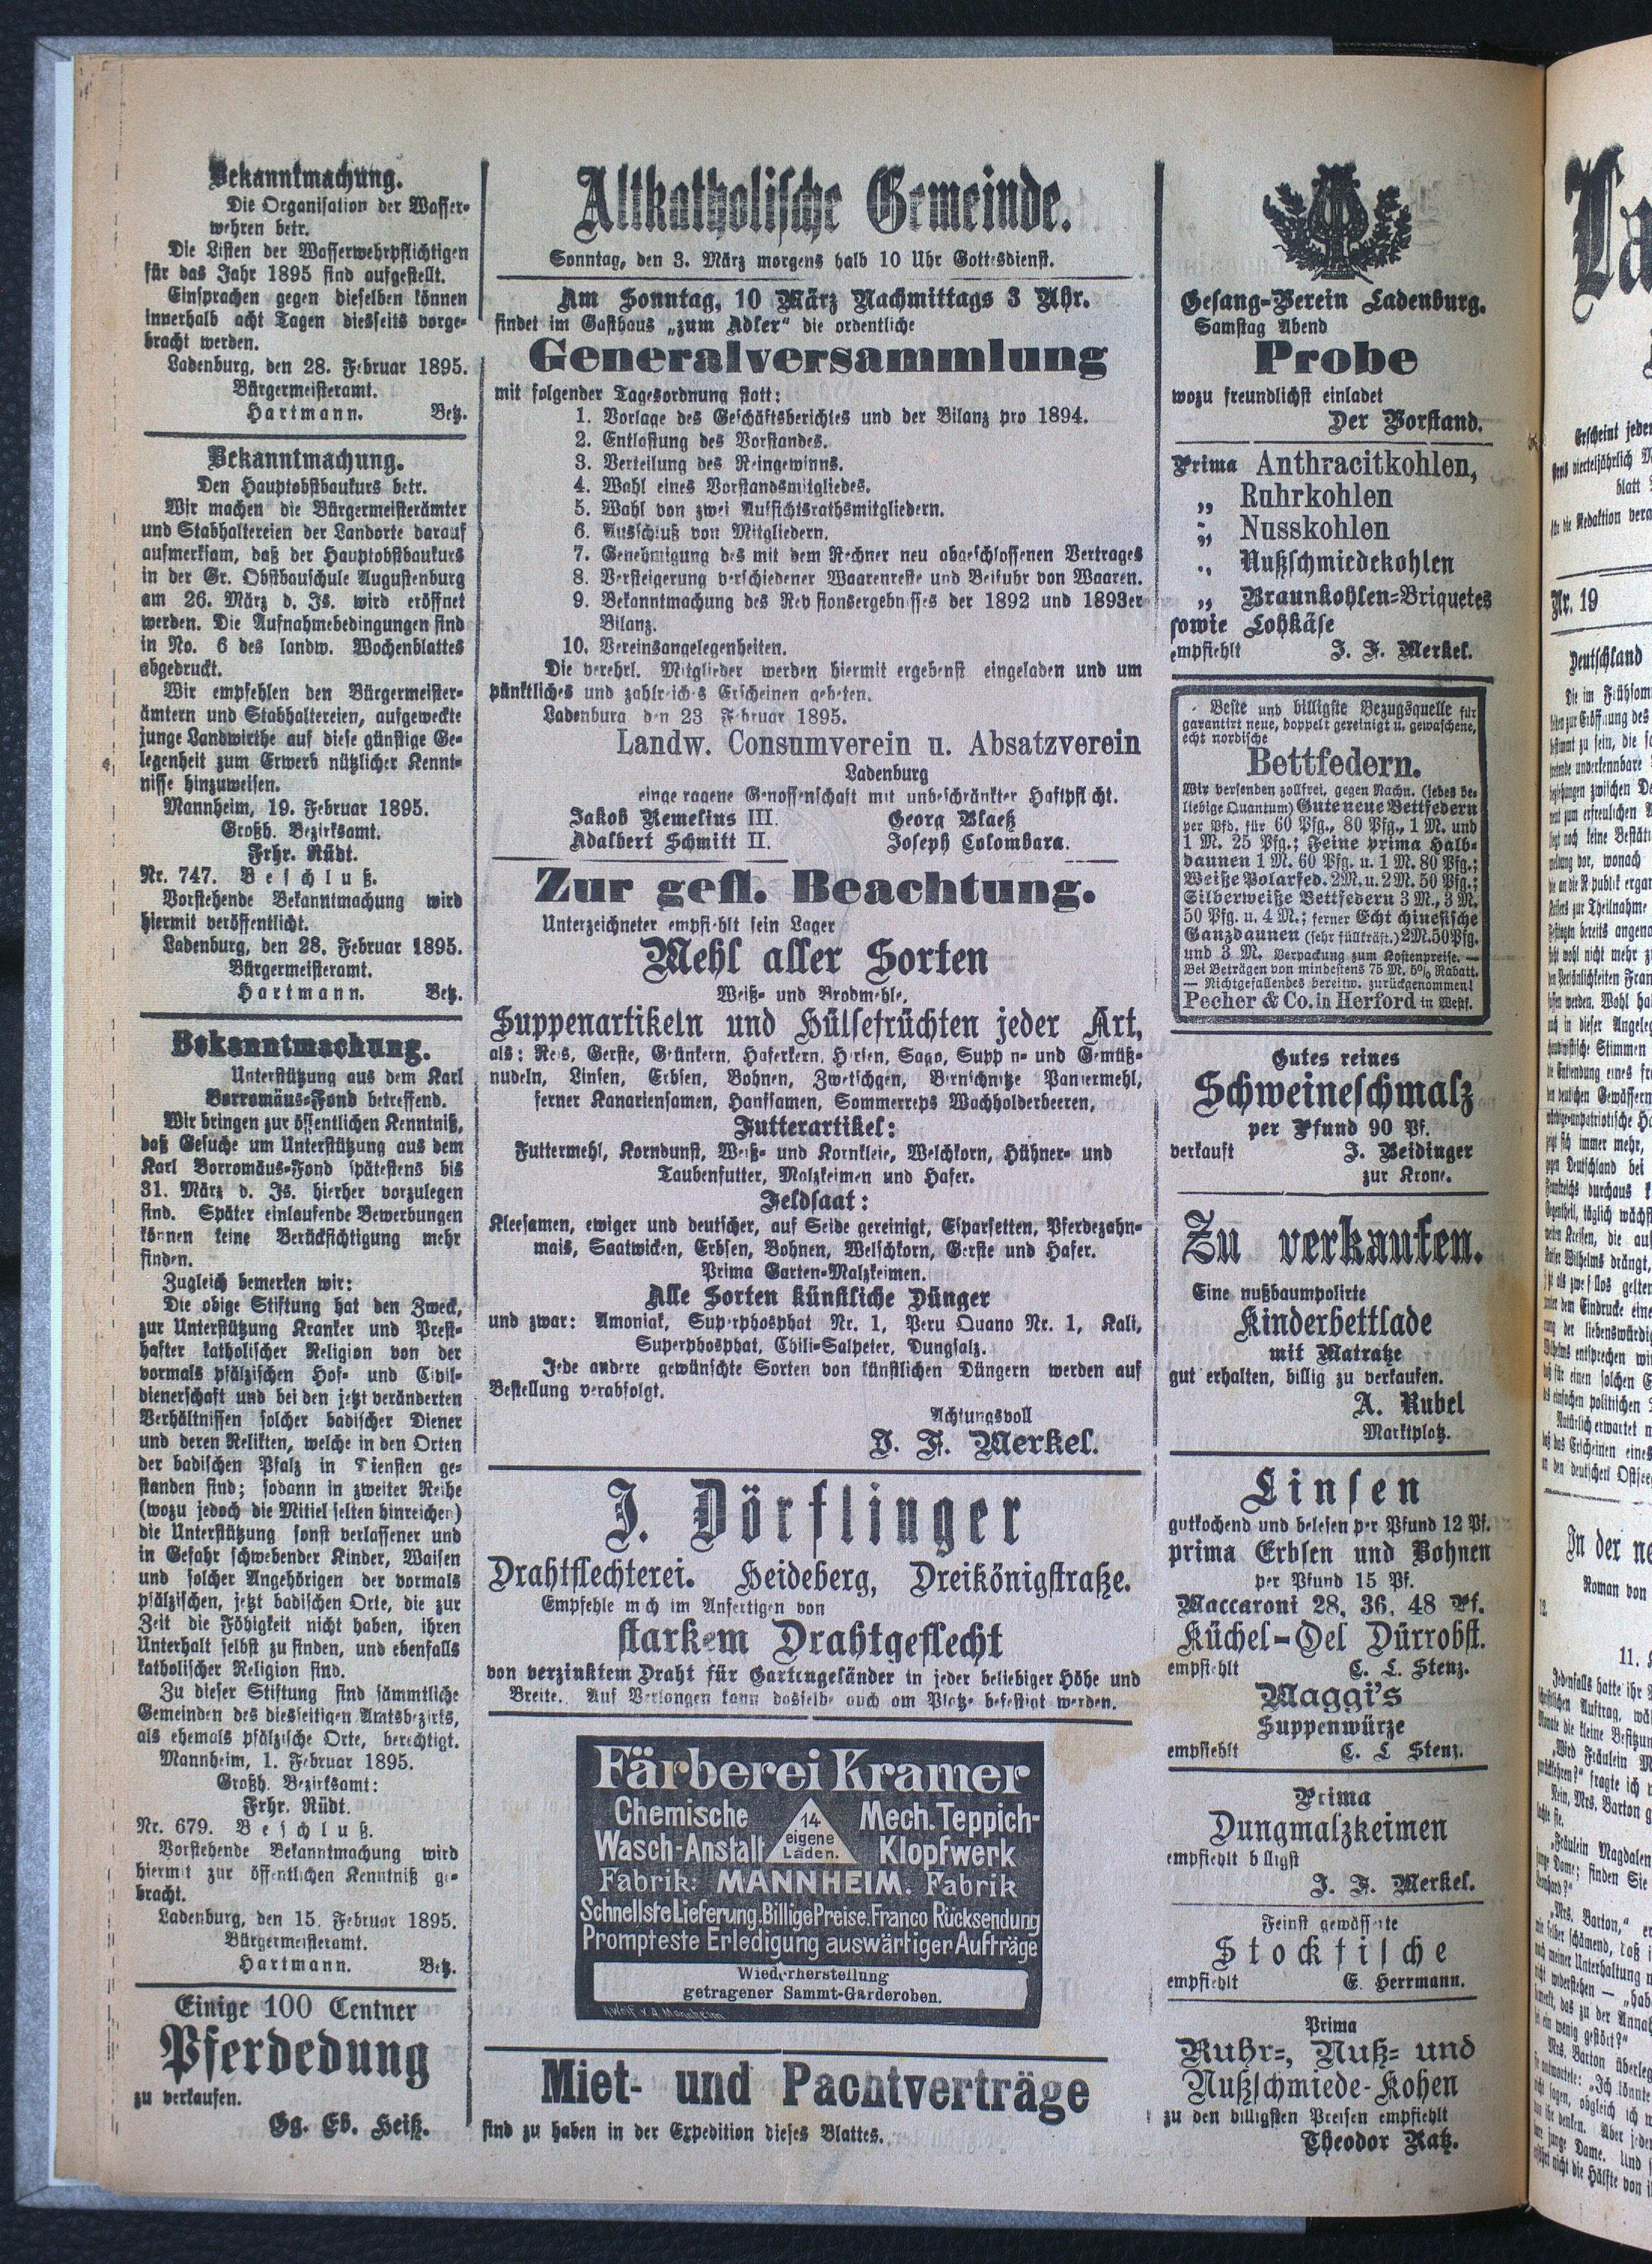 Bekanntmachung.
Die Organisation der Wasser-
wehren betr.
Die Listen der Wasserwehrpflichtigen
für das Jahr 1895 sind aufgestellt.
Einsprachen gegen dieselben können
innerhalb acht Tagen diesseits vorge-
bracht werden.
Ladenburg, den 28. Februar 1895.
Bürgermeisteramt.
Hartmann. Betz.
Bekanntmachung.
Den Hauptobstbaukurs betr.
Wir machen die Bürgermeisterämter
und Stabhaltereien der Landorte darauf
aufmerksam, daß der Hauptobstbaukurs
in der Gr. Obstbauschule Augustenburg
am 26. März d. Js. wird eröffnet
werden. Die Aufnahmebedingungen sind
in No. 6 des landw. Wochenblattes
abgedruckt.
Wir empfehlen den Bürgermeister-
ämtern und Stabhaltereien, aufgeweckte
junge Landwirthe auf diese günstige Ge-
legenheit zum Erwerb nützlicher Kennt-
nisse hinzuweisen.
Mannheim, 19. Februar 1895.
Großh. Bezirksamt.
Frhr. Rüdt.
Nr. 747. Beschluß.
Vorstehende Bekanntmachung wird
hiermit veröffentlicht.
Ladenburg, den 28. Februar 1895.
Bürgermeisteramt.
Hartmann. Betz.
Bekanntmachung.
Unterstützung aus dem Karl
Borromäus-Fond betreffend.
Wir bringen zur öffentlichen Kenntniß,
daß Gesuche um Unterstützung aus dem
Karl Borromäus-Fond spätestens bis
31. März d. Js. hierher vorzulegen
sind. Später einlaufende Bewerbungen
können keine Berücksichtigung mehr
finden.
Zugleich bemerken wir:
Die obige Stiftung hat den Zweck,
zur Unterstützung Kranker und Prest-
hafter katholischer Religion von der
vormals pfälzischen Hof- und Civil-
dienerschaft und bei den jetzt veränderten
Verhältnissen solcher badischer Diener
und deren Relikten, welche in den Orten
der badischen Pfalz in Diensten ge-
standen sind; sodann in zweiter Reihe
(wozu jedoch die Mittel selten hinreichen)
die Unterstützung sonst verlassener und
in Gefahr schwebender Kinder, Waisen
und solcher Angehörigen der vormals
pfälzischen, jetzt badischen Orte, die zur
Zeit die Fähigkeit nicht haben, ihren
Unterhalt selbst zu finden, und ebenfalls
katholischer Religion sind.
Zu dieser Stiftung sind sämmtliche
Gemeinden des diesseitigen Amtsbezirks,
als ehemals pfälzische Orte, berechtigt.
Mannheim, 1. Februar 1895.
Großh. Bezirksamt:
Frhr. Rüdt.
Nr. 679. Beschluß.
Vorstehende Bekanntmachung wird
hiermit zur öffentlichen Kenntniß ge-
bracht.
Ladenburg, den 15. Februar 1895.
Bürgermeisteramt.
Hartmann. Betz.
Einige 100 Centner
Pferdedung
zu verkaufen.
Gg. Eb. Heiß.
Altkatholische Gemeinde.
Sonntag, den 3. März morgens halb 10 Uhr Gottesdienst.
Am Sonntag, 10 März Nachmittags 3 Uhr.
findet im Gasthaus „zum Adler“ die ordentliche
Generalversammlung
mit folgender Tagesordnung statt:
1. Vorlage des Geschäftsberichtes und der Bilanz pro 1894.
2. Entlastung des Vorstandes.
3. Verteilung des Reingewinns.
4. Wahl eines Vorstandsmitgliedes.
5. Wahl von zwei Aufsichtsrathsmitgliedern.
6. Ausschluß von Mitgliedern.
7. Genehmigung des mit dem Rechner neu abgeschlossenen Vertrages
8. Versteigerung verschiedener Waarenreste und Beifuhr von Waaren.
9. Bekanntmachung des Revisionsergebnisses der 1892 und 1893er
Bilanz.
10. Vereinsangelegenheiten.
Die verehrl. Mitglieder werden hiermit ergebenst eingeladen und um
pünktliches und zahlreiches Erscheinen gebeten.
Ladenburg den 23 Februar 1895.
Landw. Consumverein u. Absatzverein
Ladenburg
eingetragene Genossenschaft mit unbeschränkter Haftpflicht.
Jakob Remelius III. Georg Blaeß
Adalbert Schmitt II. Joseph Colombara.
Zur gefl. Beachtung.
Unterzeichneter empfiehlt sein Lager
Mehl aller Sorten
Weiß- und Brodmehle,
Suppenartikeln und Hülsefrüchten jeder Art,
als: Reis, Gerste, Grünkern, Haferkern, Hirsen, Sago, Suppen- und Gemüß-
nudeln, Linsen, Erbsen, Bohnen, Zwetschgen, Birnschnitze Paniermehl,
ferner Kanariensamen, Hanfsamen, Sommerreps Wachholderbeeren,
Futterartikel:
Futtermehl, Korndunst, Weiß- und Kornkleie, Welschkorn, Hühner- und
Taubenfutter, Malzkeimen und Hafer.
Feldsaat:
Kleesamen, ewiger und deutscher, auf Seide gereinigt, Esparsetten, Pferdezahn-
mais, Saatwicken, Erbsen, Bohnen, Welschkorn, Gerste und Hafer.
Prima Garten-Malzkeimen.
Alle Sorten künstliche Dünger
und zwar: Amoniak, Superphosphat Nr. 1, Peru Quano Nr. 1, Kali,
Superphosphat, Chili-Salpeter, Dungsalz.
Jede andere gewünschte Sorten von künstlichen Düngern werden auf
Bestellung verabfolgt.
Achtungsvoll
J. F. Merkel.
J. Dörflinger
Drahtflechterei. Heideberg, Dreikönigstraße.
Empfehle mich im Anfertigen von
starkem Drahtgeflecht
von verzinktem Draht für Gartengeländer in jeder beliebiger Höhe und
Breite. Auf Verlangen kann dasselbe auch am Platze befestigt werden.
Färberei Kramer
Chemische
Wasch-Anstalt
14
eigene
Läden.
Mech. Teppich-
Klopfwerk
Fabrik: MANNHEIM. Fabrik
Schnellste Lieferung. Billige Preise. Franco Rücksendung
Prompteste Erledigung auswärtiger Aufträge
Wiederherstellung
getragener Sammt-Garderoben.
Miet- und Pachtverträge
sind zu haben in der Expedition dieses Blattes.
Gesang-Verein Ladenburg.
Samstag Abend
Probe
wozu freundlichst einladet
Der Vorstand.
Prima Anthracitkohlen,
„ Ruhrkohlen
„ Nusskohlen
„ Nußschmiedekohlen
„ Braunkohlen-Briquetes
sowie Lohkäse
empfiehlt J. F. Merkel.
Beste und billigste Bezugsquelle für
garantirt neue, doppelt gereinigt u. gewaschene,
echt nordische
Bettfedern.
Wir versenden zollfrei, gegen Nachn. (jedes be-
liebige Quantum) Gute neue Bettfedern
per Pfd. für 60 Pfg., 80 Pfg., 1 M. und
1 M. 25 Pfg.; Feine prima Halb-
daunen 1 M. 60 Pfg. u. 1 M. 80 Pfg.;
Weiße Polarfed. 2 M. u. 2 M. 50 Pfg.;
Silberweiße Bettfedern 3 M., 3 M.
50 Pfg. u. 4 M.; ferner Echt chinesische
Ganzdaunen (sehr füllkräft.) 2 M. 50 Pfg.
und 3 M. Verpackung zum Kostenpreise. —
Bei Beträgen von mindestens 75 M. 5% Rabatt.
— Nichtgefallendes bereitw. zurückgenommen!
Pecher & Co. in Herford in Westf.
Gutes reines
Schweineschmalz
per Pfund 90 Pf.
verkauft J. Beidinger
zur Krone.
Zu verkaufen.
Eine nußbaumpolirte
Kinderbettlade
mit Matratze
gut erhalten, billig zu verkaufen.
A. Rubel
Marktplatz.
Linsen
gutkochend und belesen per Pfund 12 Pf.
prima Erbsen und Bohnen
per Pfund 15 Pf.
Maccaroni 28, 36, 48 Pf.
Küchel-Oel Dürrobst.
empfiehlt C. L. Stenz.
Maggi's
Suppenwürze
empfiehlt C. L Stenz.
Prima
Dungmalzkeimen
empfiehlt billigst
J. F. Merkel.
Feinst gewässerte
Stockfische
empfiehlt E. Herrmann.
Prima
Ruhr-, Nuß- und
Nußschmiede-Kohen
zu den billigsten Preisen empfiehlt
Theodor Katz.
Nr. 19